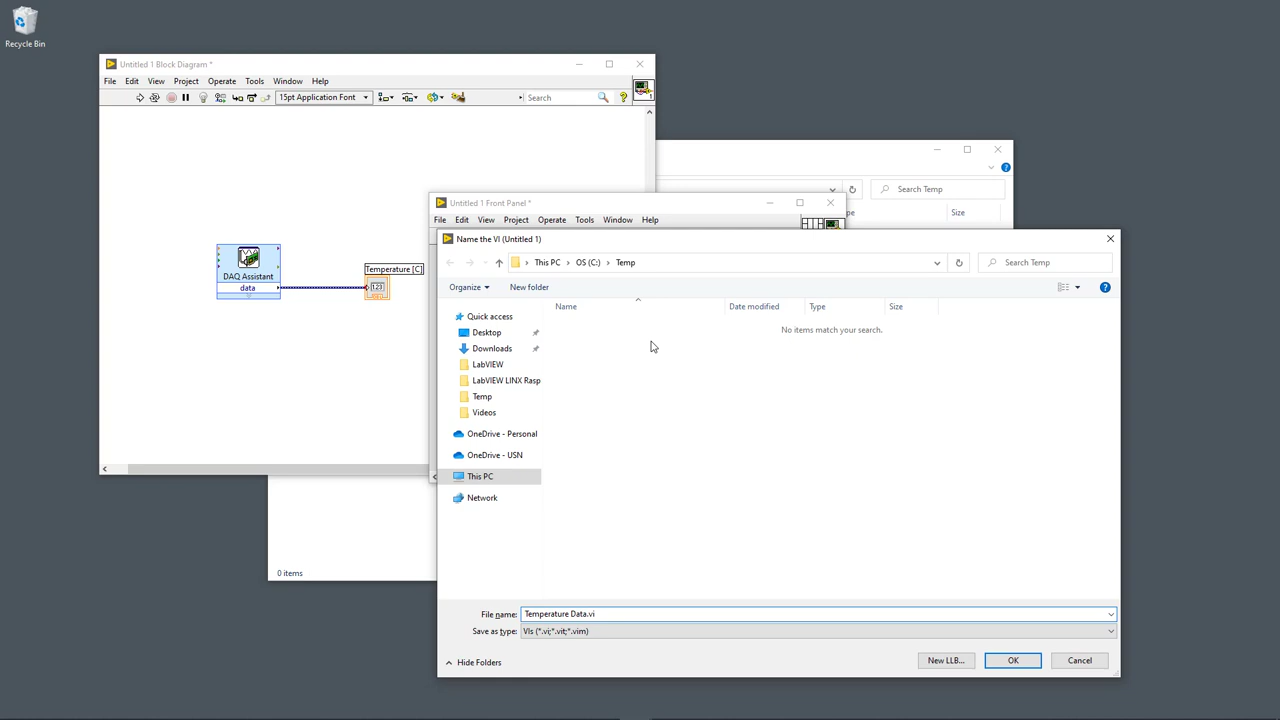 Recycle Bin
Untitled 1 Block Diagram *
File Edit View Project Operate Tools Window Help
15pt Application Font
Search
1
DAQ Assistant
data
Temperature [C]
123
Search Temp
Size
0 items
Untitled 1 Front Panel *
File Edit View Project Operate Tools Window Help
Name the VI (Untitled 1)
This PC › OS (C:) › Temp
Search Temp
Organize
New folder
Name Date modified Type Size
No items match your search.
Quick access
Desktop
Downloads
LabVIEW
LabVIEW LINX Rasp
Temp
Videos
OneDrive - Personal
OneDrive - USN
This PC
Network
File name: Temperature Data.vi
Save as type: VIs (*.vi;*.vit;*.vim)
Hide Folders
New LLB...
OK
Cancel